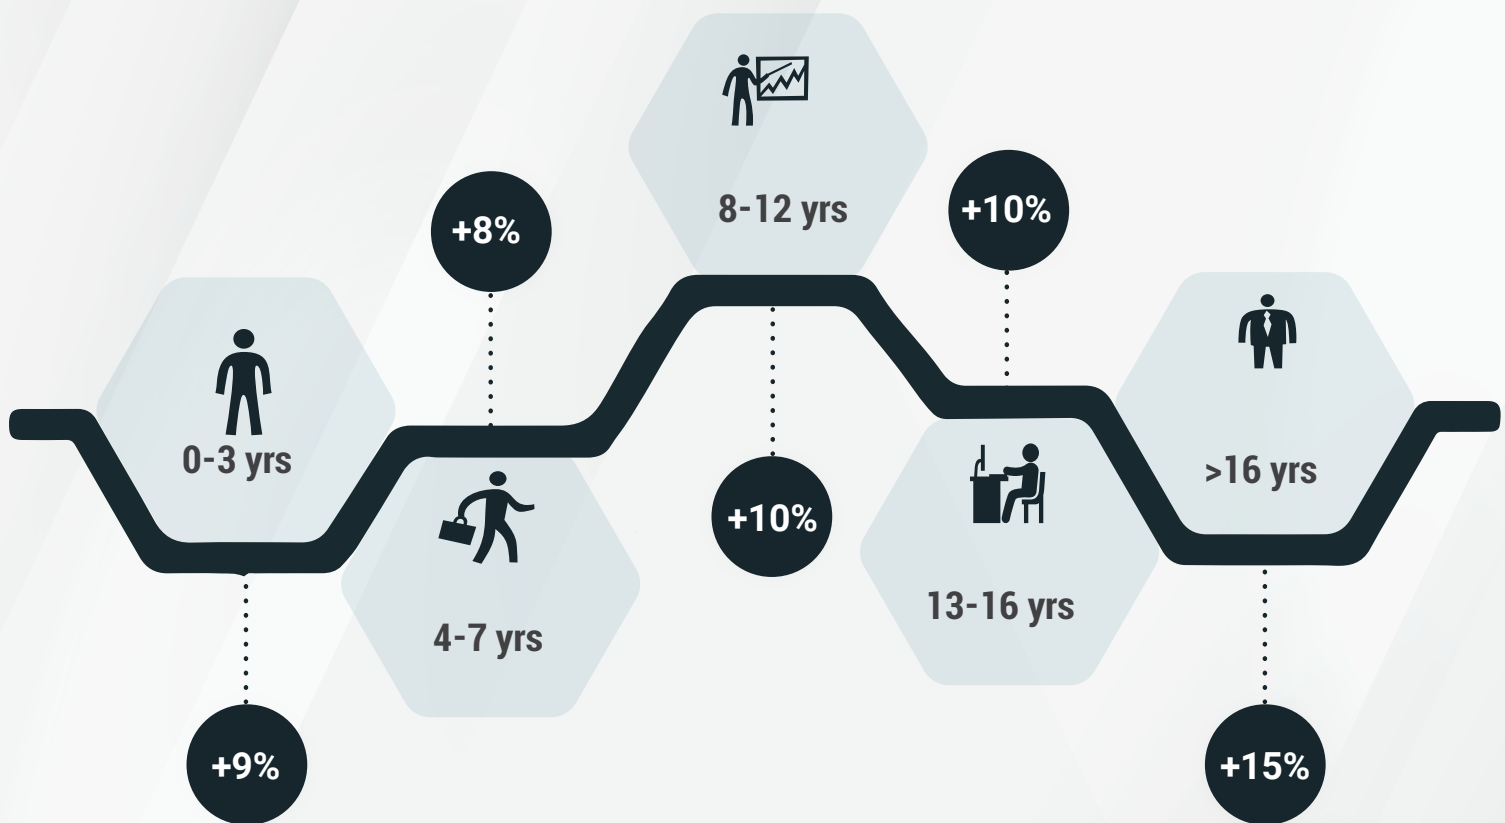 8-12 yrs
+10%
+8%
0-3 yrs
>16 yrs
+10%
13-16 yrs
4-7 yrs
+9%
+15%